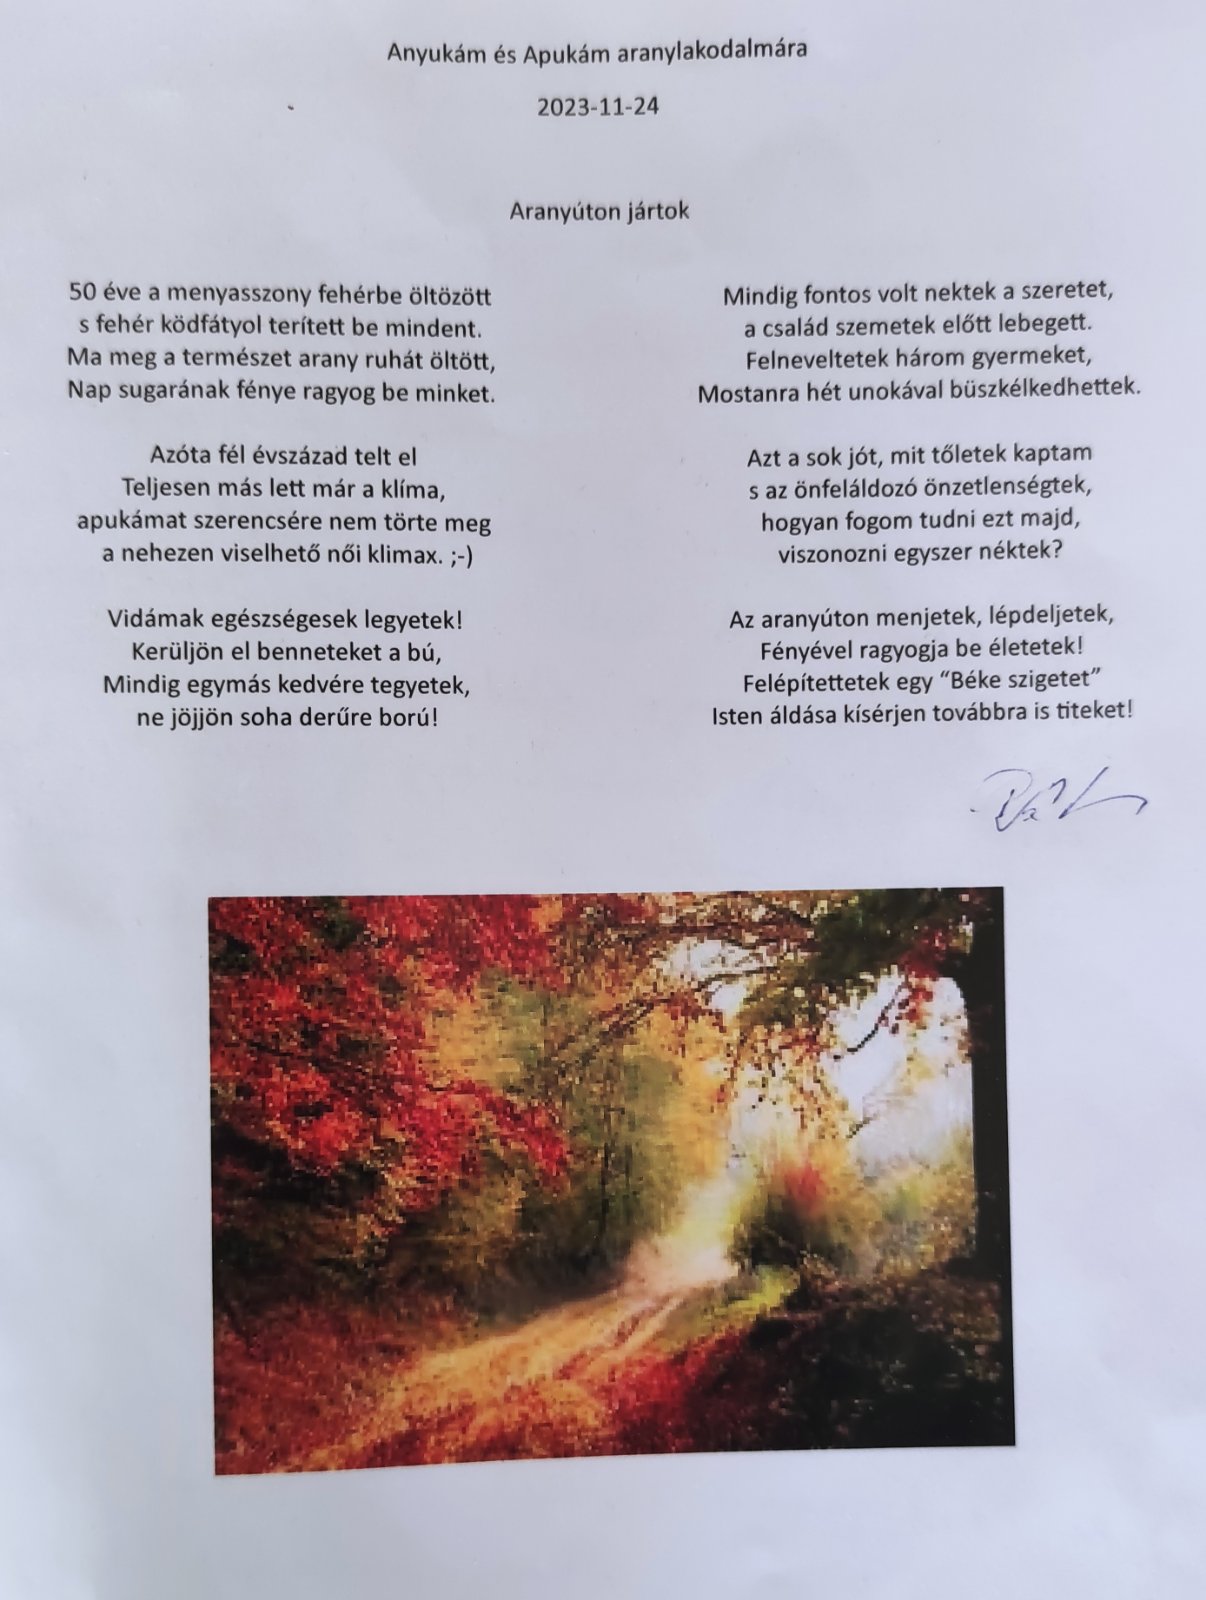 Anyukám és Apukám aranylakodalmára
2023-11-24
Aranyúton jártok
50 éve a menyasszony fehérbe öltözött
s fehér ködfátyol terített be mindent.
Ma meg a természet arany ruhát öltött,
Nap sugarának fénye ragyog be minket.
Azóta fél évszázad telt el
Teljesen más lett már a klíma,
apukámat szerencsére nem törte meg
a nehezen viselhető női klimax. ;-)
Vidámak egészségesek legyetek!
Kerüljön el benneteket a bú,
Mindig egymás kedvére tegyetek,
ne jöjjön soha derűre ború!
Mindig fontos volt nektek a szeretet,
a család szemetek előtt lebegett.
Felneveltetek három gyermeket,
Mostanra hét unokával büszkélkedhettek.
Azt a sok jót, mit tőletek kaptam
s az önfeláldozó önzetlenségtek,
hogyan fogom tudni ezt majd,
viszonozni egyszer néktek?
Az aranyúton menjetek, lépdeljetek,
Fényével ragyogja be életetek!
Felépítettetek egy “Béke szigetet”
Isten áldása kísérjen továbbra is titeket!